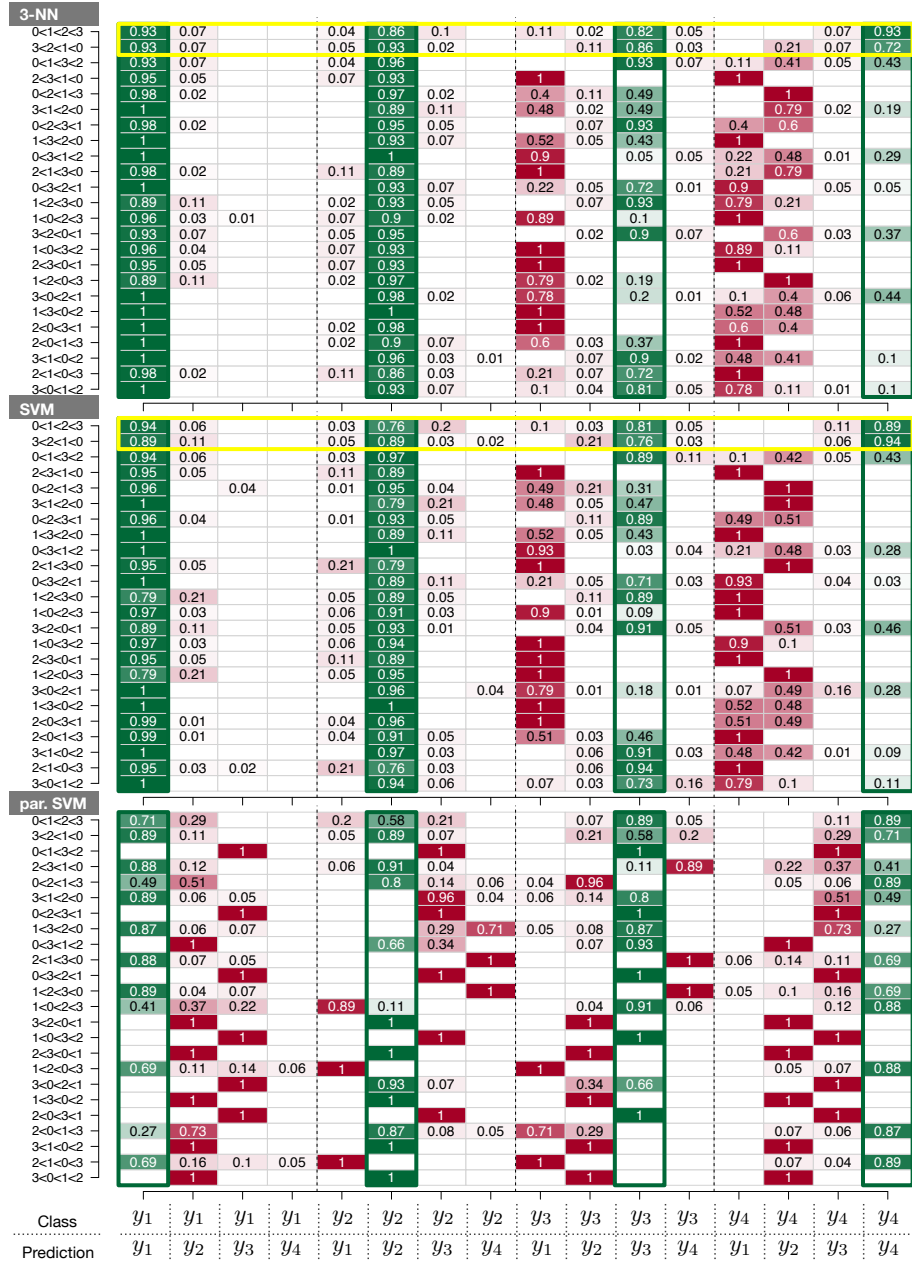 3-NN
0<1<2<3 0.93 0.07 0.04 0.86 0.1 0.11 0.02 0.82 0.05 0.07 0.93
3<2<1<0 0.93 0.07 0.05 0.93 0.02 0.11 0.86 0.03 0.21 0.07 0.72
0<1<3<2 0.93 0.07 0.04 0.96 0.93 0.07 0.11 0.41 0.05 0.43
2<3<1<0 0.95 0.05 0.07 0.93 1 1
0<2<1<3 0.98 0.02 0.97 0.02 0.4 0.11 0.49 1
3<1<2<0 1 0.89 0.11 0.48 0.02 0.49 0.79 0.02 0.19
0<2<3<1 0.98 0.02 0.95 0.05 0.07 0.93 0.4 0.6
1<3<2<0 1 0.93 0.07 0.52 0.05 0.43 1
0<3<1<2 1 1 0.9 0.05 0.05 0.22 0.48 0.01 0.29
2<1<3<0 0.98 0.02 0.11 0.89 1 0.21 0.79
0<3<2<1 1 0.93 0.07 0.22 0.05 0.72 0.01 0.9 0.05 0.05
1<2<3<0 0.89 0.11 0.02 0.93 0.05 0.07 0.93 0.79 0.21
1<0<2<3 0.96 0.03 0.01 0.07 0.9 0.02 0.89 0.1 1
3<2<0<1 0.93 0.07 0.05 0.95 0.02 0.9 0.07 0.6 0.03 0.37
1<0<3<2 0.96 0.04 0.07 0.93 1 0.89 0.11
2<3<0<1 0.95 0.05 0.07 0.93 1 1
1<2<0<3 0.89 0.11 0.02 0.97 0.79 0.02 0.19 1
3<0<2<1 1 0.98 0.02 0.78 0.2 0.01 0.1 0.4 0.06 0.44
1<3<0<2 1 1 1 0.52 0.48
2<0<3<1 1 0.02 0.98 1 0.6 0.4
2<0<1<3 1 0.02 0.9 0.07 0.6 0.03 0.37 1
3<1<0<2 1 0.96 0.03 0.01 0.07 0.9 0.02 0.48 0.41 0.1
2<1<0<3 0.98 0.02 0.11 0.86 0.03 0.21 0.07 0.72 1
3<0<1<2 1 0.93 0.07 0.1 0.04 0.81 0.05 0.78 0.11 0.01 0.1
SVM
0<1<2<3 0.94 0.06 0.03 0.76 0.2 0.1 0.03 0.81 0.05 0.11 0.89
3<2<1<0 0.89 0.11 0.05 0.89 0.03 0.02 0.21 0.76 0.03 0.06 0.94
0<1<3<2 0.94 0.06 0.03 0.97 0.89 0.11 0.1 0.42 0.05 0.43
2<3<1<0 0.95 0.05 0.11 0.89 1 1
0<2<1<3 0.96 0.04 0.01 0.95 0.04 0.49 0.21 0.31 1
3<1<2<0 1 0.79 0.21 0.48 0.05 0.47 1
0<2<3<1 0.96 0.04 0.01 0.93 0.05 0.11 0.89 0.49 0.51
1<3<2<0 1 0.89 0.11 0.52 0.05 0.43 1
0<3<1<2 1 1 0.93 0.03 0.04 0.21 0.48 0.03 0.28
2<1<3<0 0.95 0.05 0.21 0.79 1 1
0<3<2<1 1 0.89 0.11 0.21 0.05 0.71 0.03 0.93 0.04 0.03
1<2<3<0 0.79 0.21 0.05 0.89 0.05 0.11 0.89 1
1<0<2<3 0.97 0.03 0.06 0.91 0.03 0.9 0.01 0.09 1
3<2<0<1 0.89 0.11 0.05 0.93 0.01 0.04 0.91 0.05 0.51 0.03 0.46
1<0<3<2 0.97 0.03 0.06 0.94 1 0.9 0.1
2<3<0<1 0.95 0.05 0.11 0.89 1 1
1<2<0<3 0.79 0.21 0.05 0.95 1 1
3<0<2<1 1 0.96 0.04 0.79 0.01 0.18 0.01 0.07 0.49 0.16 0.28
1<3<0<2 1 1 1 0.52 0.48
2<0<3<1 0.99 0.01 0.04 0.96 1 0.51 0.49
2<0<1<3 0.99 0.01 0.04 0.91 0.05 0.51 0.03 0.46 1
3<1<0<2 1 0.97 0.03 0.06 0.91 0.03 0.48 0.42 0.01 0.09
2<1<0<3 0.95 0.03 0.02 0.21 0.76 0.03 0.06 0.94 1
3<0<1<2 1 0.94 0.06 0.07 0.03 0.73 0.16 0.79 0.1 0.11
par. SVM
0<1<2<3 0.71 0.29 0.2 0.58 0.21 0.07 0.89 0.05 0.11 0.89
3<2<1<0 0.89 0.11 0.05 0.89 0.07 0.21 0.58 0.2 0.29 0.71
0<1<3<2 1 1 1 1
2<3<1<0 0.88 0.12 0.06 0.91 0.04 0.11 0.89 0.22 0.37 0.41
0<2<1<3 0.49 0.51 0.8 0.14 0.06 0.04 0.96 0.05 0.06 0.89
3<1<2<0 0.89 0.06 0.05 0.96 0.04 0.06 0.14 0.8 0.51 0.49
0<2<3<1 1 1 1 1
1<3<2<0 0.87 0.06 0.07 0.29 0.71 0.05 0.08 0.87 0.73 0.27
0<3<1<2 1 0.66 0.34 0.07 0.93 1
2<1<3<0 0.88 0.07 0.05 1 1 0.06 0.14 0.11 0.69
0<3<2<1 1 1 1 1
1<2<3<0 0.89 0.04 0.07 1 1 0.05 0.1 0.16 0.69
1<0<2<3 0.41 0.37 0.22 0.89 0.11 0.04 0.91 0.06 0.12 0.88
3<2<0<1 1 1 1 1
1<0<3<2 1 1 1 1
2<3<0<1 1 1 1 1
1<2<0<3 0.69 0.11 0.14 0.06 1 1 0.05 0.07 0.88
3<0<2<1 1 0.93 0.07 0.34 0.66 1
1<3<0<2 1 1 1 1
2<0<3<1 1 1 1 1
2<0<1<3 0.27 0.73 0.87 0.08 0.05 0.71 0.29 0.07 0.06 0.87
3<1<0<2 1 1 1 1
2<1<0<3 0.69 0.16 0.1 0.05 1 1 0.07 0.04 0.89
3<0<1<2 1 1 1 1
Class y₁ y₁ y₁ y₁ y₂ y₂ y₂ y₂ y₃ y₃ y₃ y₃ y₄ y₄ y₄ y₄
Prediction y₁ y₂ y₃ y₄ y₁ y₂ y₃ y₄ y₁ y₂ y₃ y₄ y₁ y₂ y₃ y₄